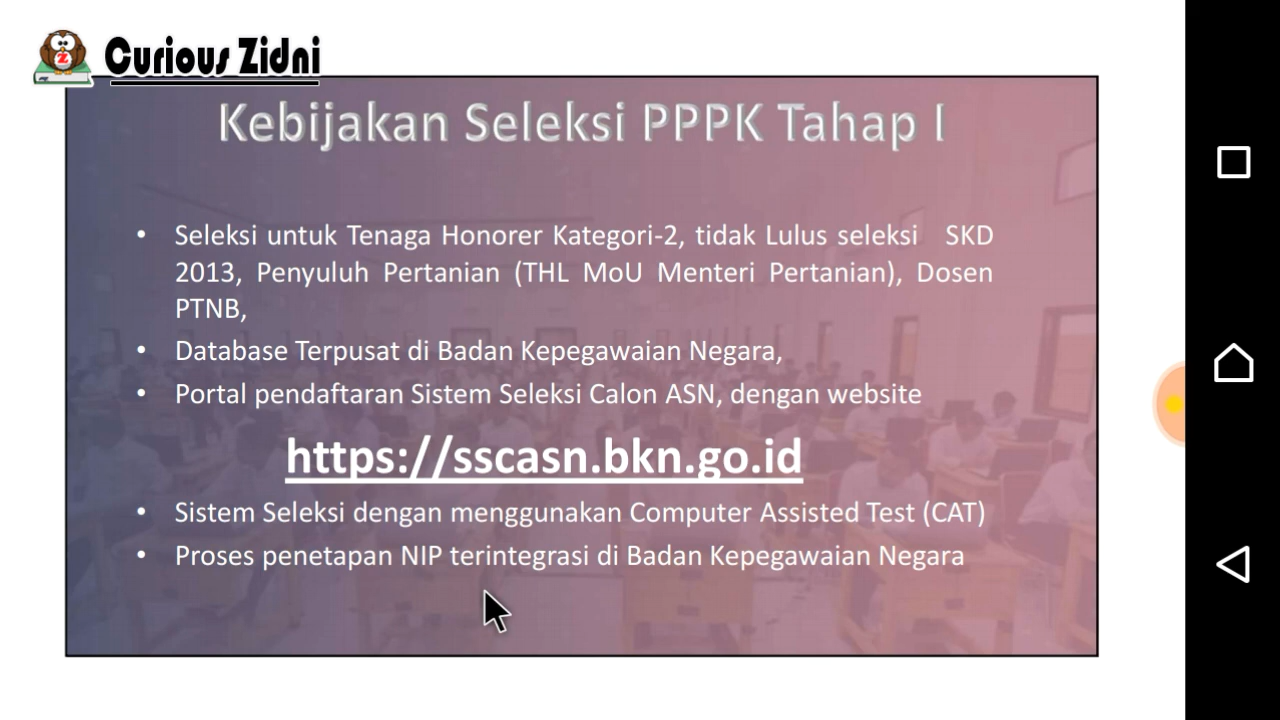 Curious Zidni
Kebijakan Seleksi PPPK Tahap I
• Seleksi untuk Tenaga Honorer Kategori-2, tidak Lulus seleksi SKD
2013, Penyuluh Pertanian (THL MoU Menteri Pertanian), Dosen
PTNB,
• Database Terpusat di Badan Kepegawaian Negara,
• Portal pendaftaran Sistem Seleksi Calon ASN, dengan website
https://sscasn.bkn.go.id
• Sistem Seleksi dengan menggunakan Computer Assisted Test (CAT)
• Proses penetapan NIP terintegrasi di Badan Kepegawaian Negara